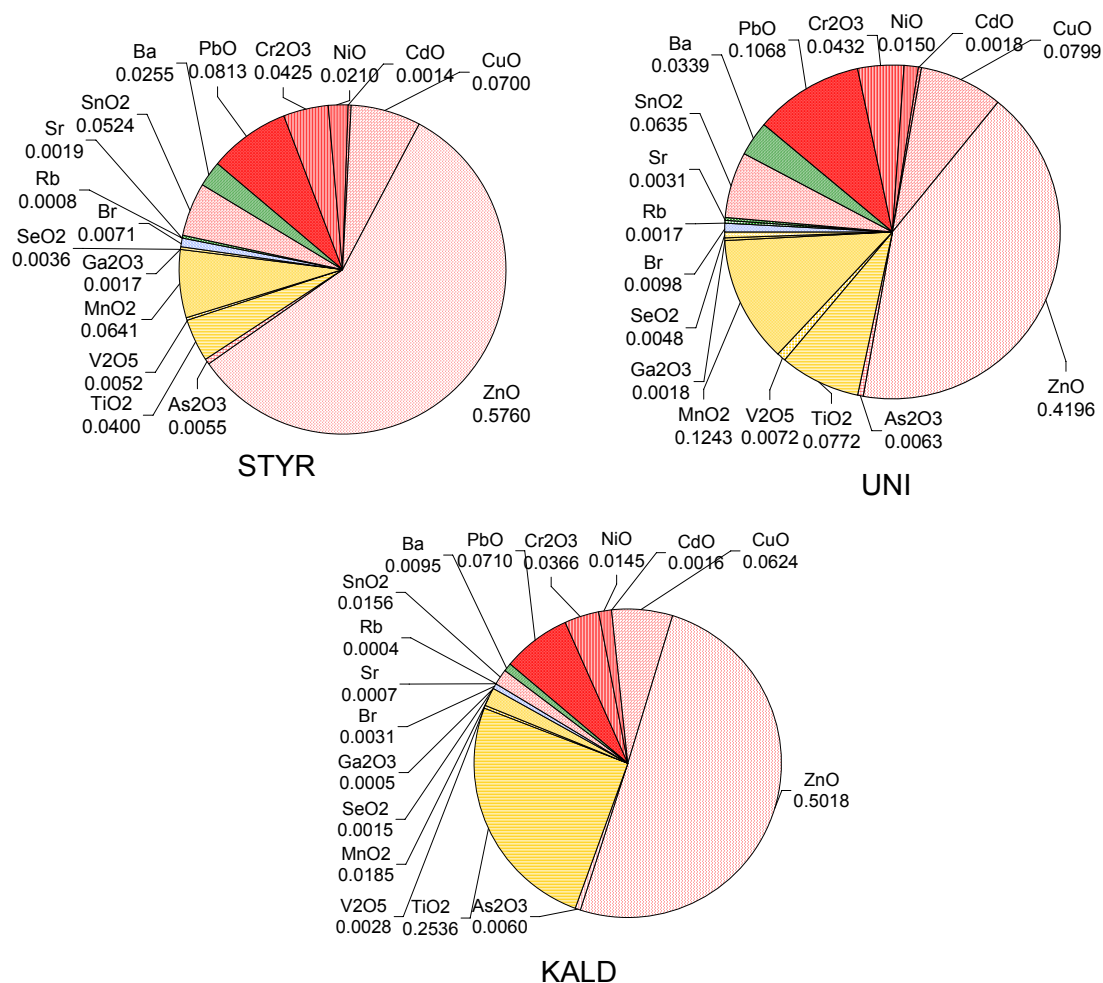 Ba
0.0255
PbO
0.0813
Cr2O3
0.0425
NiO
0.0210
CdO
0.0014
CuO
0.0700
SnO2
0.0524
Sr
0.0019
Rb
0.0008
Br
0.0071
SeO2
0.0036
Ga2O3
0.0017
MnO2
0.0641
V2O5
0.0052
TiO2
0.0400
As2O3
0.0055
ZnO
0.5760
STYR
Ba
0.0339
PbO
0.1068
Cr2O3
0.0432
NiO
0.0150
CdO
0.0018
CuO
0.0799
SnO2
0.0635
Sr
0.0031
Rb
0.0017
Br
0.0098
SeO2
0.0048
Ga2O3
0.0018
MnO2
0.1243
V2O5
0.0072
TiO2
0.0772
As2O3
0.0063
ZnO
0.4196
UNI
Ba
0.0095
PbO
0.0710
Cr2O3
0.0366
NiO
0.0145
CdO
0.0016
CuO
0.0624
SnO2
0.0156
Rb
0.0004
Sr
0.0007
Br
0.0031
Ga2O3
0.0005
SeO2
0.0015
MnO2
0.0185
V2O5
0.0028
TiO2
0.2536
As2O3
0.0060
ZnO
0.5018
KALD